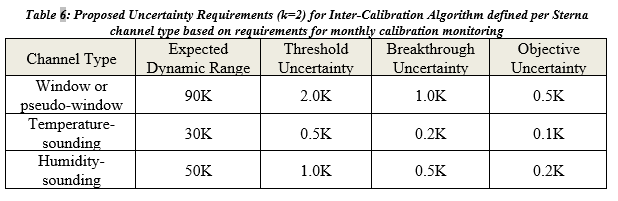 Table 6: Proposed Uncertainty Requirements (k=2) for Inter-Calibration Algorithm defined per Sterna
channel type based on requirements for monthly calibration monitoring
Channel Type
Expected
Dynamic Range
Threshold
Uncertainty
Breakthrough
Uncertainty
Objective
Uncertainty
Window or
pseudo-window
90K
2.0K
1.0K
0.5K
Temperature-
sounding
30K
0.5K
0.2K
0.1K
Humidity-
sounding
50K
1.0K
0.5K
0.2K